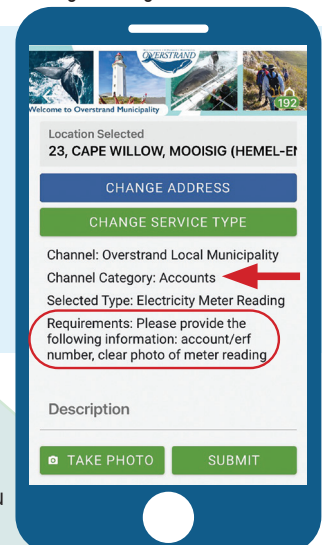 OVERSTRAND
192
Welcome to Overstrand Municipality
Location Selected
23, CAPE WILLOW, MOOISIG (HEMEL-EN
CHANGE ADDRESS
CHANGE SERVICE TYPE
Channel: Overstrand Local Municipality
Channel Category: Accounts
Selected Type: Electricity Meter Reading
Requirements: Please provide the
following information: account/erf
number, clear photo of meter reading
Description
TAKE PHOTO
SUBMIT